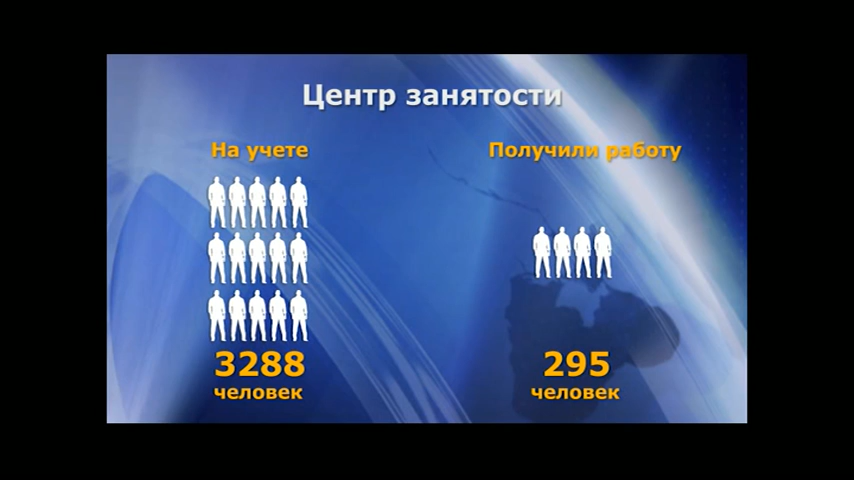 Центр занятости
На учете
Получили работу
3288
человек
295
человек